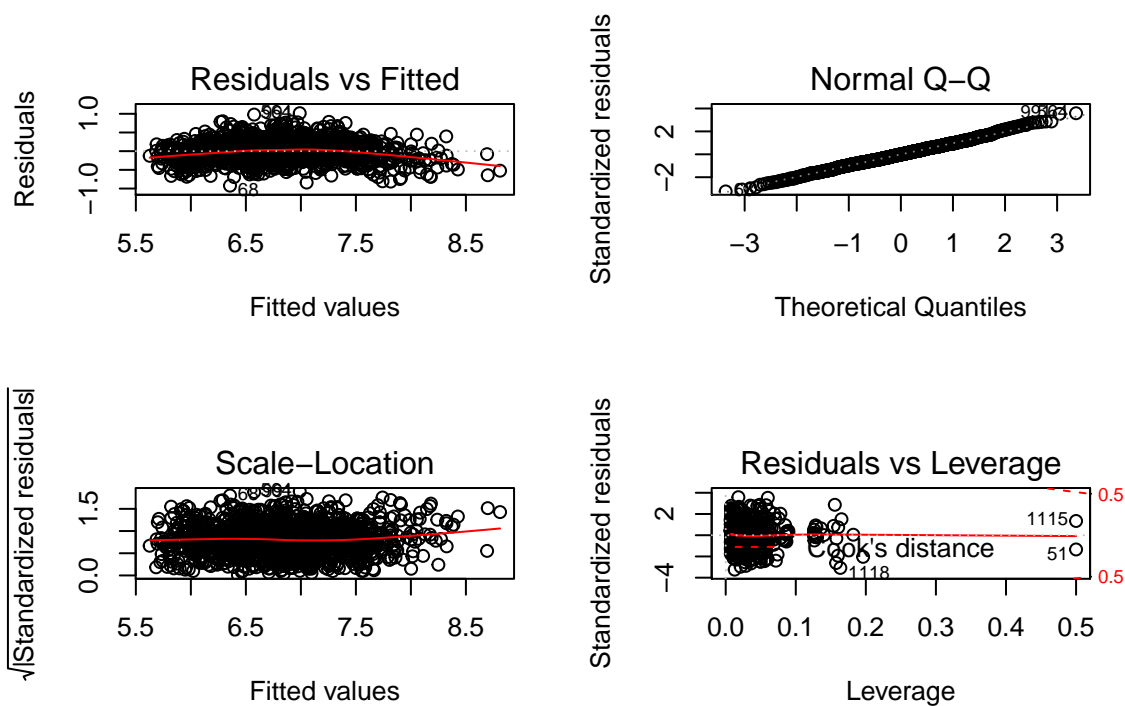 Residuals vs Fitted
Residuals
1.0
−1.0
68
5.5 6.5 7.5 8.5
Fitted values
Normal Q−Q
Standardized residuals
2
−2
−3 −1 0 1 2 3
Theoretical Quantiles
Scale−Location
√|Standardized residuals|
1.5
0.0
5.5 6.5 7.5 8.5
Fitted values
Residuals vs Leverage
Standardized residuals
2
−4
0.5
1115
Cook's distance
51
1118
0.5
0.0 0.1 0.2 0.3 0.4 0.5
Leverage